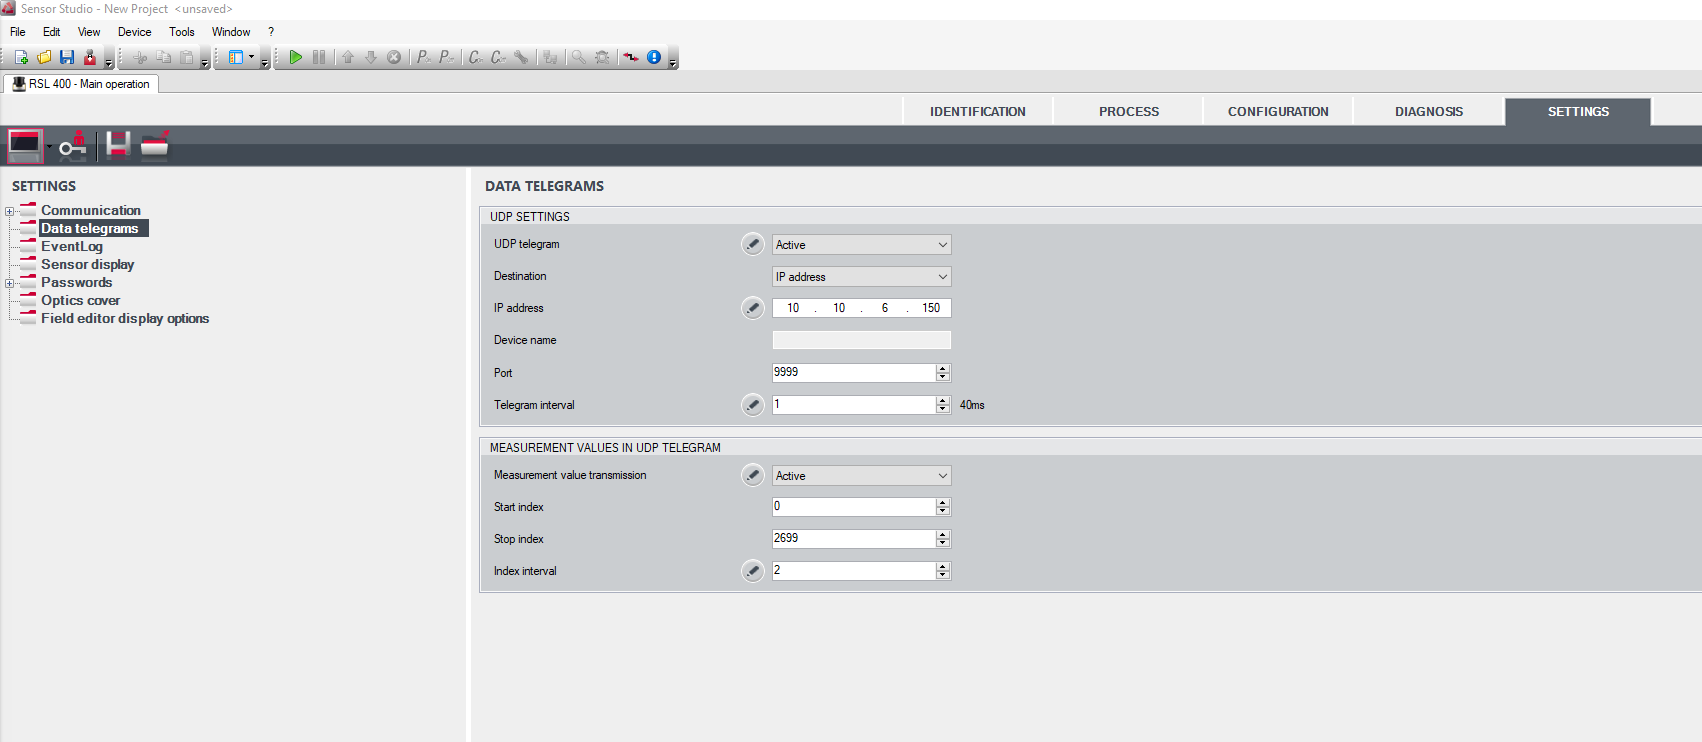 Sensor Studio - New Project <unsaved>
File Edit View Device Tools Window ?
RSL 400 - Main operation
IDENTIFICATION PROCESS CONFIGURATION DIAGNOSIS SETTINGS
SETTINGS
Communication
Data telegrams
EventLog
Sensor display
Passwords
Optics cover
Field editor display options
DATA TELEGRAMS
UDP SETTINGS
UDP telegram Active
Destination IP address
IP address 10 . 10 . 6 . 150
Device name
Port 9999
Telegram interval 1 40ms
MEASUREMENT VALUES IN UDP TELEGRAM
Measurement value transmission Active
Start index 0
Stop index 2699
Index interval 2